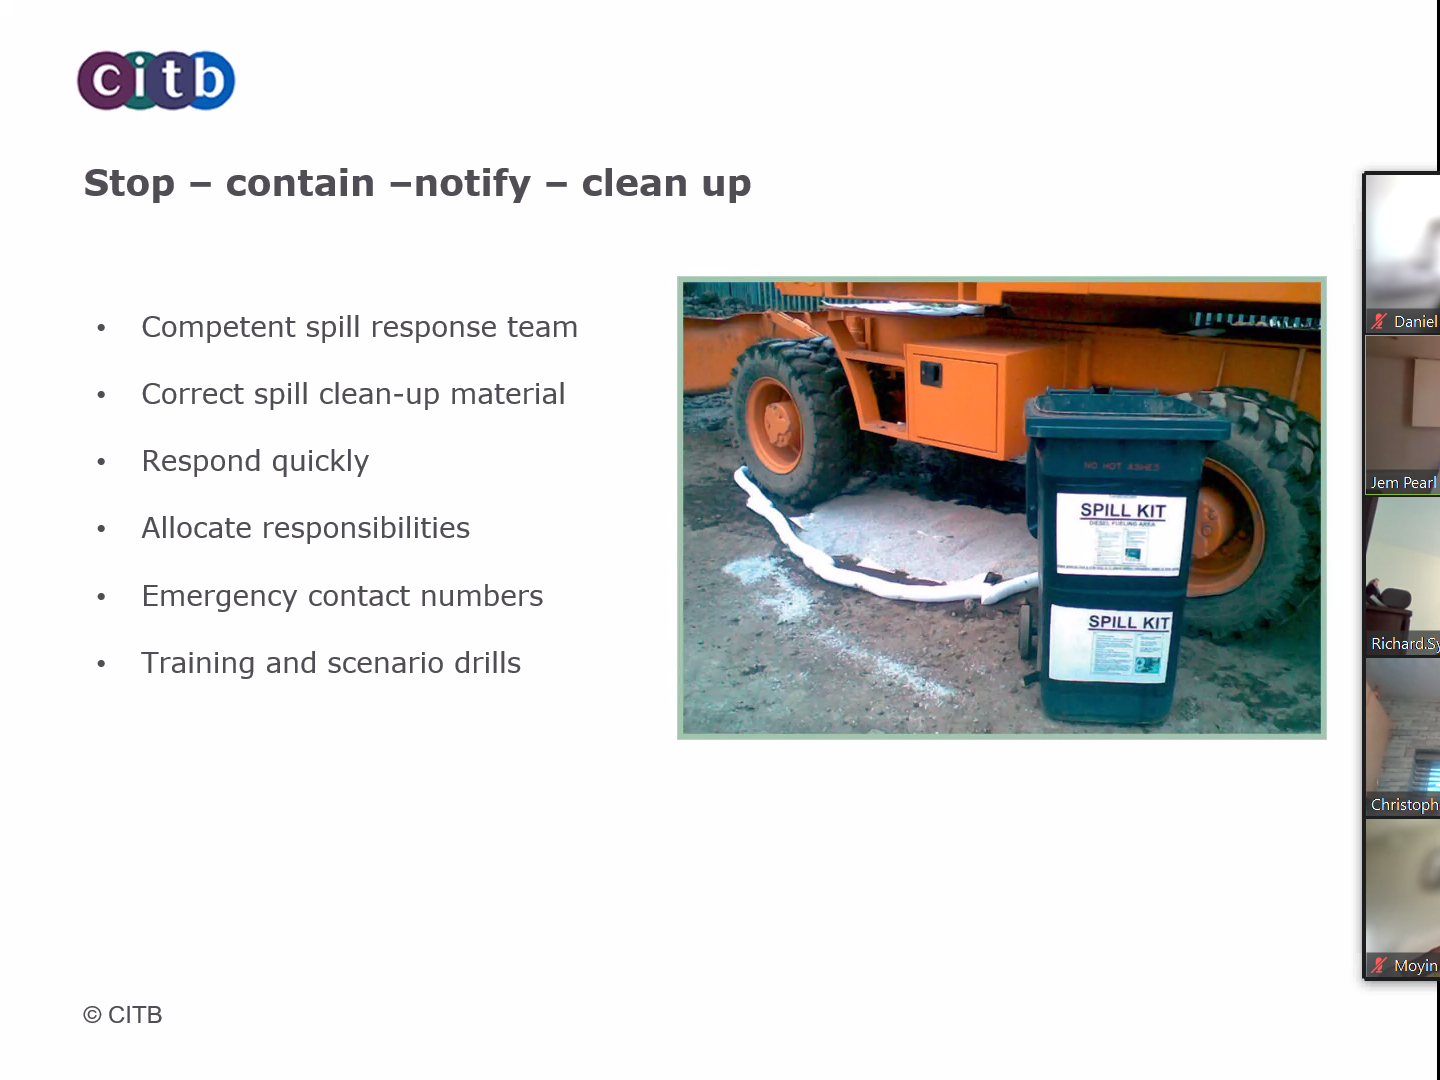 citb
Stop – contain –notify – clean up
• Competent spill response team
• Correct spill clean-up material
• Respond quickly
• Allocate responsibilities
• Emergency contact numbers
• Training and scenario drills
NO HOT ASHES
SPILL KIT
DIESEL FUELING AREA
SPILL KIT
© CITB
Daniel
Jem Pearl
Richard.Sy
Christoph
Moyin